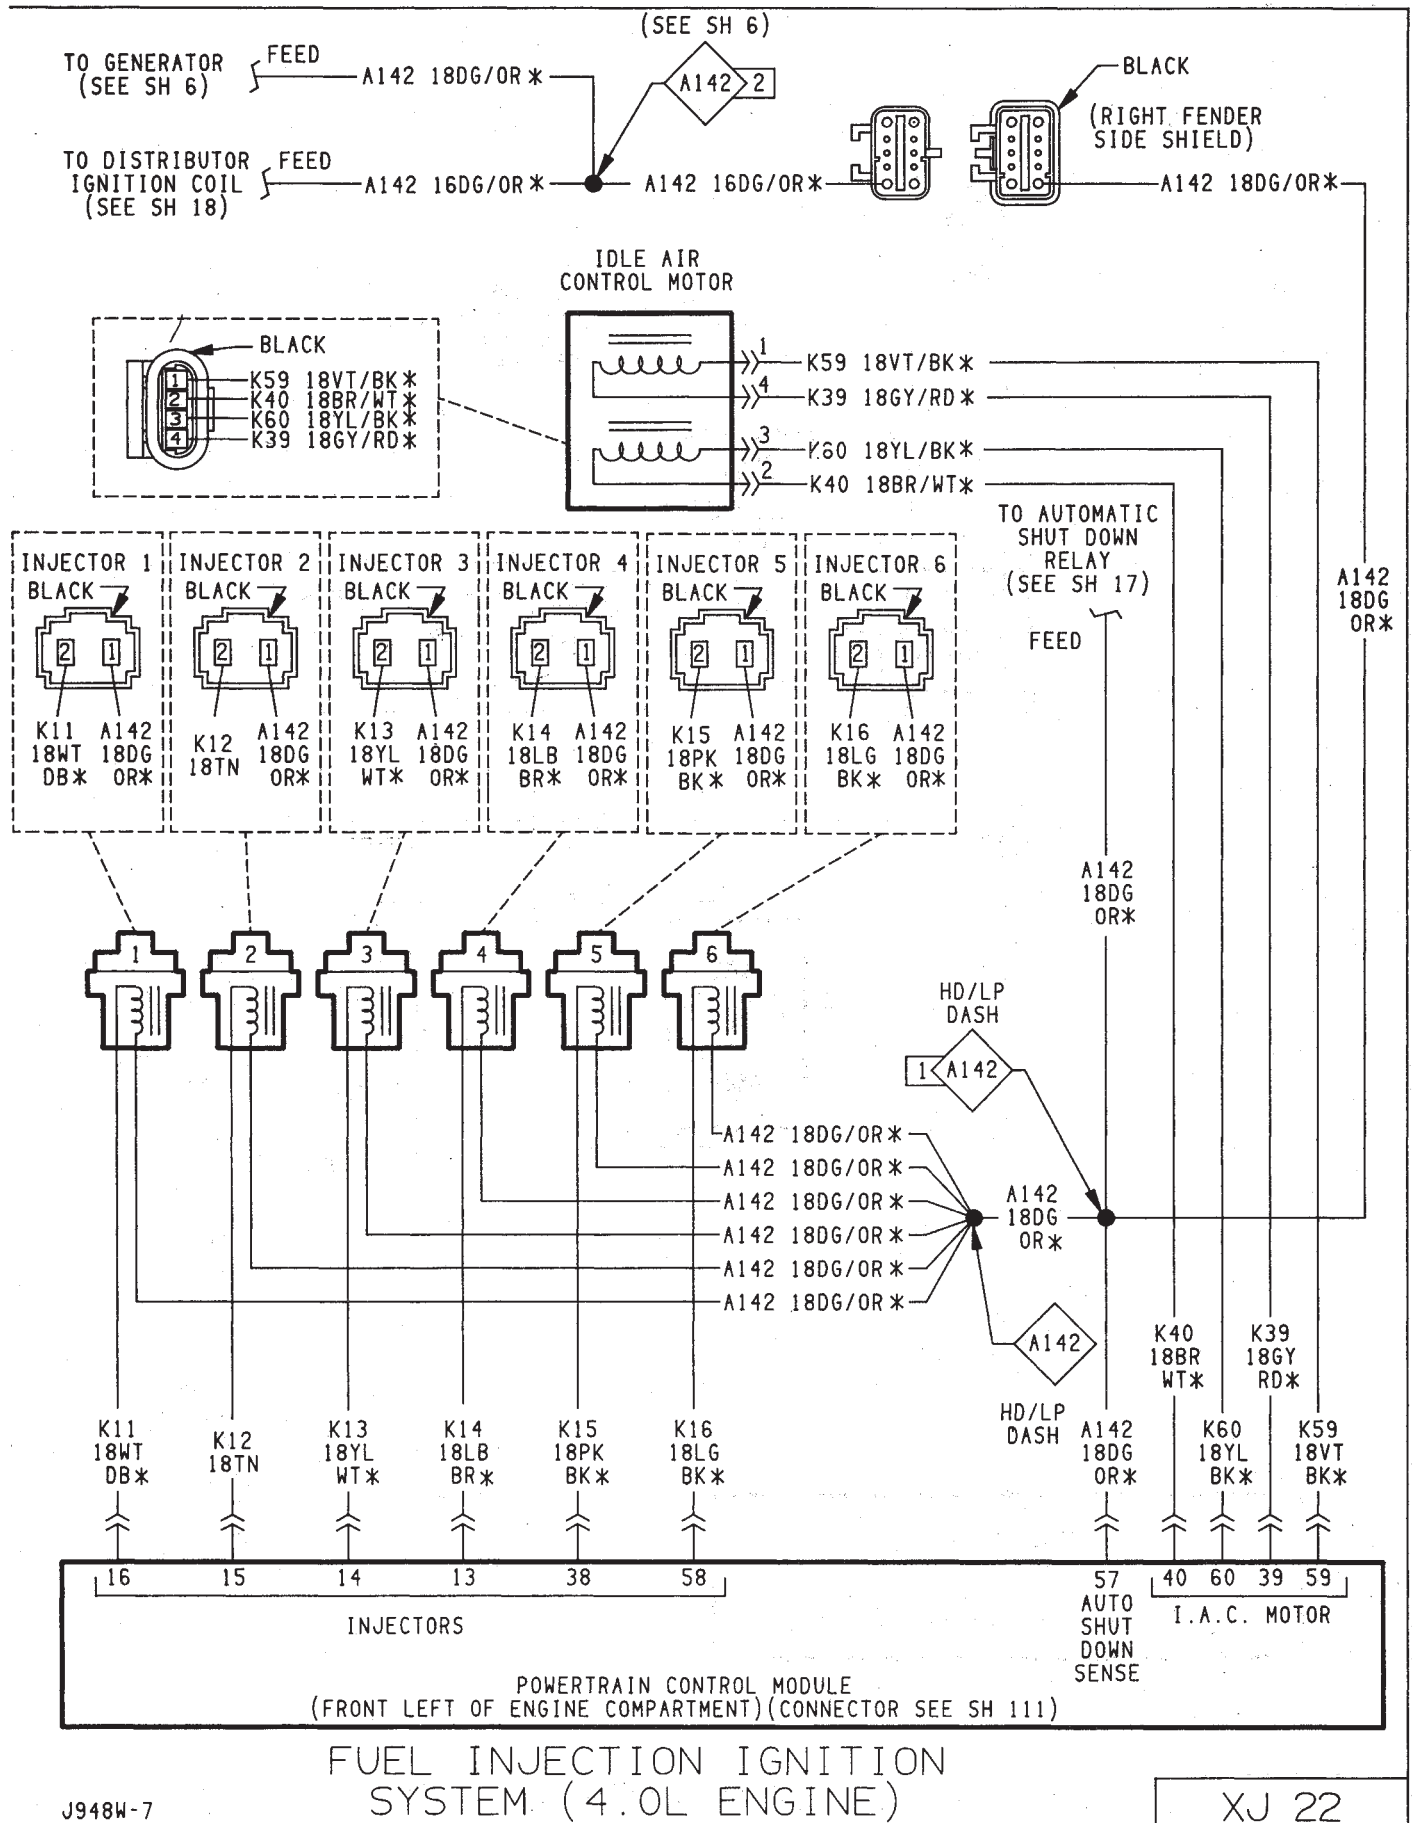 (SEE SH 6)
TO GENERATOR
(SEE SH 6)
FEED
A142 18DG/OR*
A142
2
BLACK
(RIGHT FENDER
SIDE SHIELD)
TO DISTRIBUTOR
IGNITION COIL
(SEE SH 18)
FEED
A142 16DG/OR*
A142 16DG/OR*
A142 18DG/OR*
IDLE AIR
CONTROL MOTOR
BLACK
1
K59 18VT/BK*
2
K40 18BR/WT*
3
K60 18YL/BK*
4
K39 18GY/RD*
1
K59 18VT/BK*
4
K39 18GY/RD*
3
K60 18YL/BK*
2
K40 18BR/WT*
TO AUTOMATIC
SHUT DOWN
RELAY
(SEE SH 17)
FEED
A142
18DG
OR*
INJECTOR 1
BLACK
2 1
K11
18WT
DB*
A142
18DG
OR*
INJECTOR 2
BLACK
2 1
K12
18TN
A142
18DG
OR*
INJECTOR 3
BLACK
2 1
K13
18YL
WT*
A142
18DG
OR*
INJECTOR 4
BLACK
2 1
K14
18LB
BR*
A142
18DG
OR*
INJECTOR 5
BLACK
2 1
K15
18PK
BK*
A142
18DG
OR*
INJECTOR 6
BLACK
2 1
K16
18LG
BK*
A142
18DG
OR*
A142
18DG
OR*
1 2 3 4 5 6
HD/LP
DASH
1
A142
A142 18DG/OR*
A142 18DG/OR*
A142 18DG/OR*
A142 18DG/OR*
A142 18DG/OR*
A142 18DG/OR*
A142
18DG
OR*
A142
HD/LP
DASH
K11
18WT
DB*
K12
18TN
K13
18YL
WT*
K14
18LB
BR*
K15
18PK
BK*
K16
18LG
BK*
A142
18DG
OR*
K40
18BR
WT*
K60
18YL
BK*
K39
18GY
RD*
K59
18VT
BK*
16 15 14 13 38 58 57 40 60 39 59
INJECTORS
AUTO
SHUT
DOWN
SENSE
I.A.C. MOTOR
POWERTRAIN CONTROL MODULE
(FRONT LEFT OF ENGINE COMPARTMENT)(CONNECTOR SEE SH 111)
FUEL INJECTION IGNITION
SYSTEM (4.0L ENGINE)
J948W-7
XJ 22